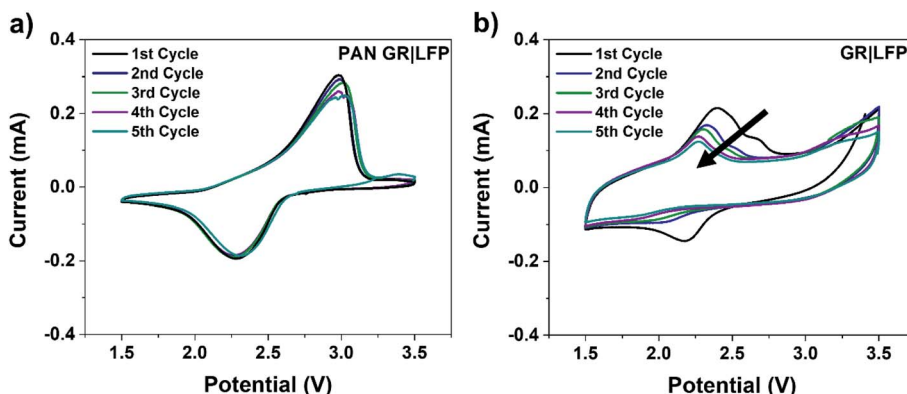 a)
PAN GR|LFP
1st Cycle
2nd Cycle
3rd Cycle
4th Cycle
5th Cycle
0.4
0.2
0.0
-0.2
-0.4
Current (mA)
1.5 2.0 2.5 3.0 3.5
Potential (V)
b)
GR|LFP
1st Cycle
2nd Cycle
3rd Cycle
4th Cycle
5th Cycle
0.4
0.2
0.0
-0.2
-0.4
Current (mA)
1.5 2.0 2.5 3.0 3.5
Potential (V)